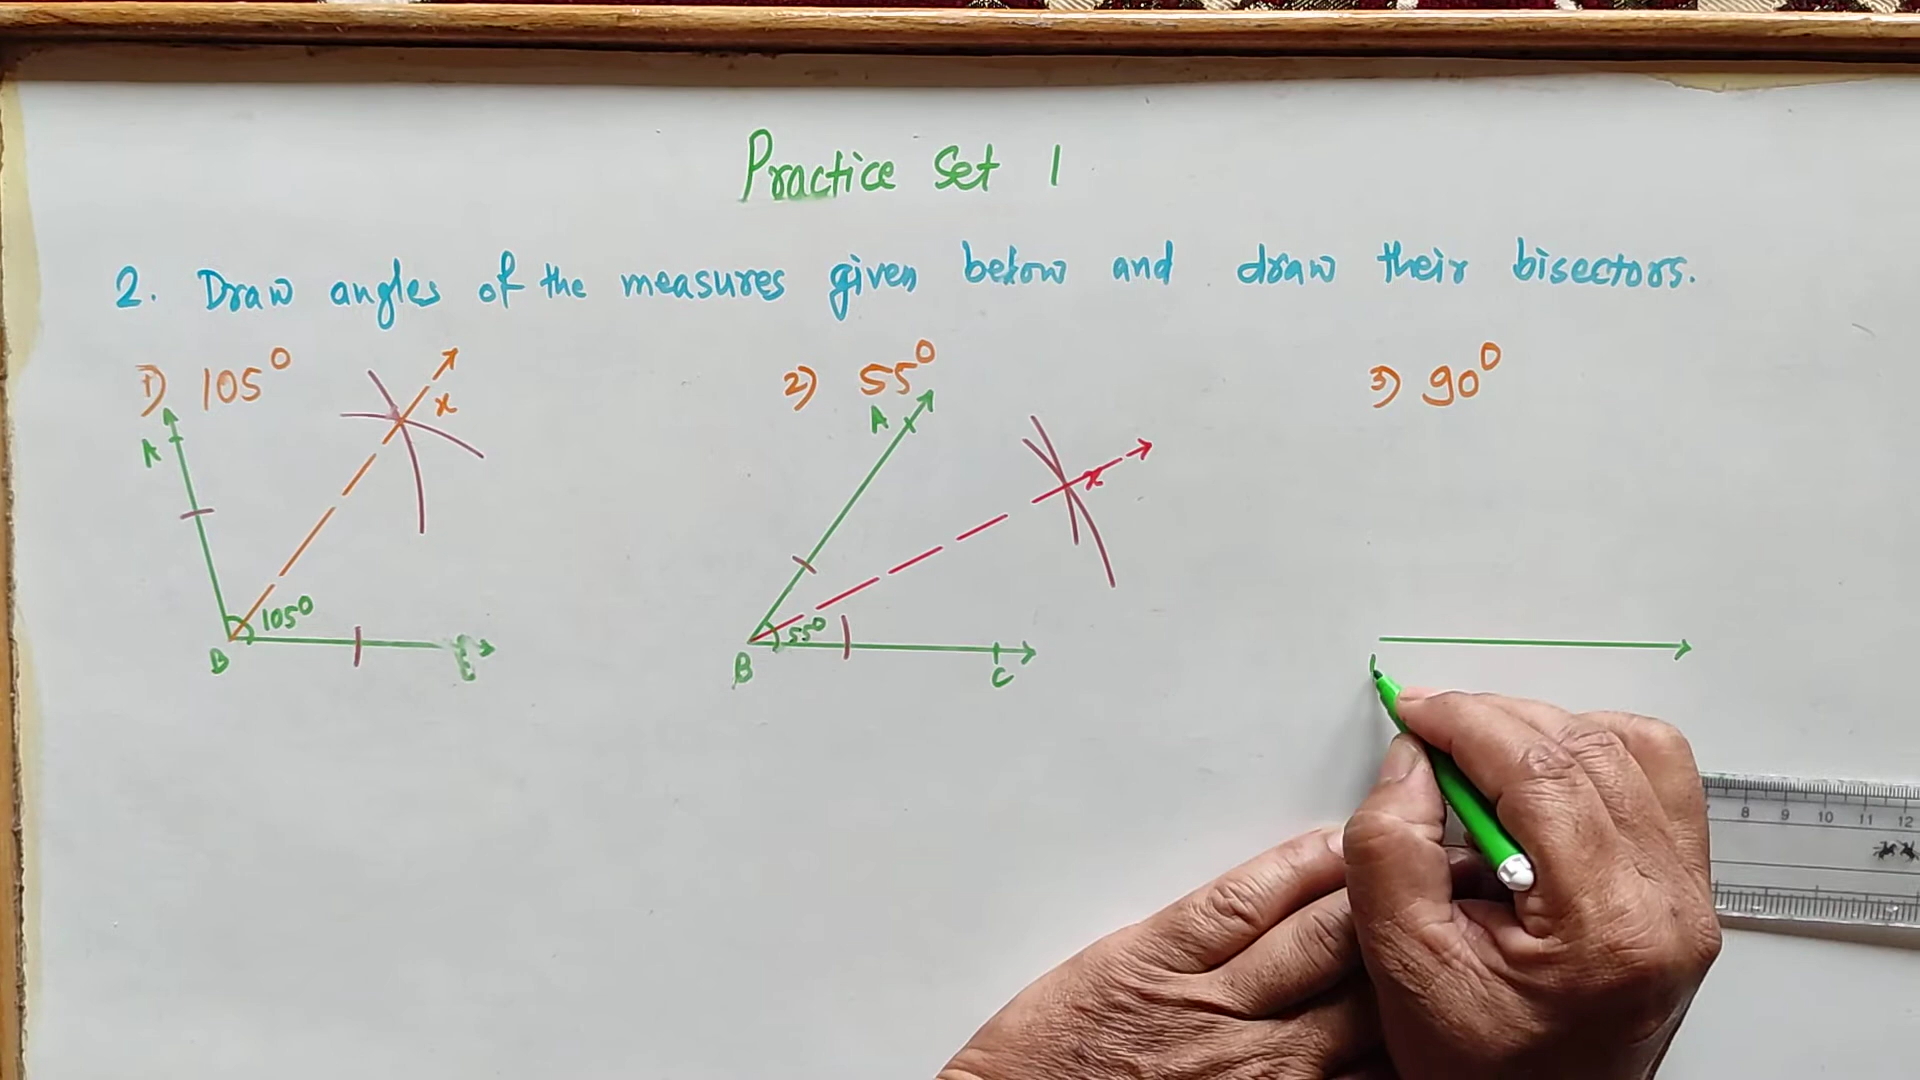 Practice Set 1
2. Draw angles of the measures given below and draw their bisectors.
1) 105°
2) 55°
3) 90°
A
x
105°
B
C
A
x
55°
B
C
8 9 10 11 12